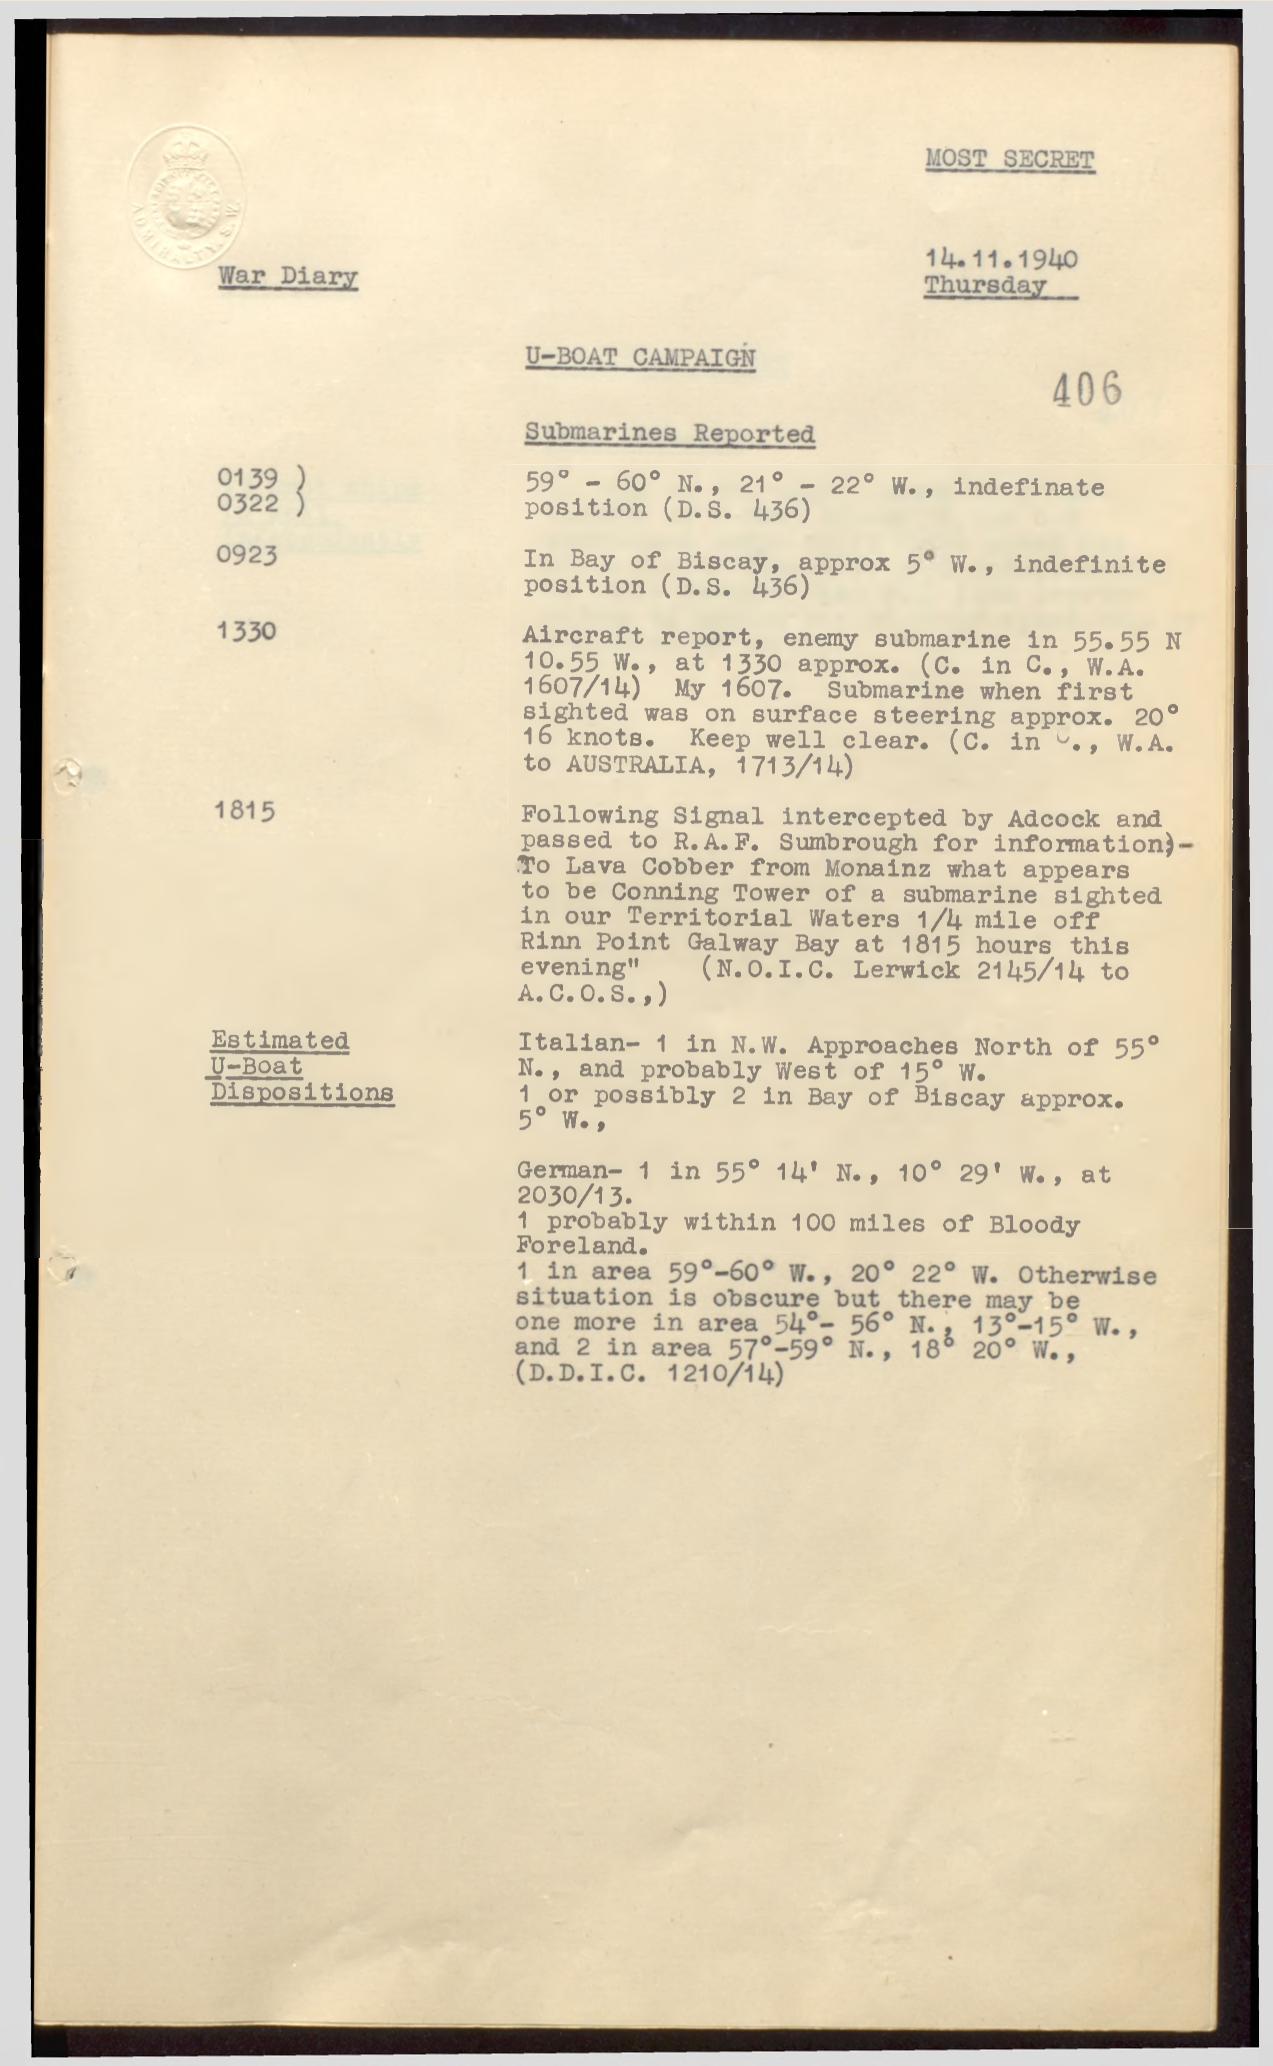 MOST SECRET
ADMIRALTY. S.W.
14.11.1940
War Diary
Thursday
U-BOAT CAMPAIGN
406
Submarines Reported
0139 )
0322 )
59° - 60° N., 21° - 22° W., indefinate
position (D.S. 436)
0923
In Bay of Biscay, approx 5° W., indefinite
position (D.S. 436)
1330
Aircraft report, enemy submarine in 55.55 N
10.55 W., at 1330 approx. (C. in C., W.A.
1607/14) My 1607. Submarine when first
sighted was on surface steering approx. 20°
16 knots. Keep well clear. (C. in C., W.A.
to AUSTRALIA, 1713/14)
1815
Following Signal intercepted by Adcock and
passed to R.A.F. Sumbrough for information;-
To Lava Cobber from Monainz what appears
to be Conning Tower of a submarine sighted
in our Territorial Waters 1/4 mile off
Rinn Point Galway Bay at 1815 hours this
evening" (N.O.I.C. Lerwick 2145/14 to
A.C.O.S.,)
Estimated
U-Boat
Dispositions
Italian- 1 in N.W. Approaches North of 55°
N., and probably West of 15° W.
1 or possibly 2 in Bay of Biscay approx.
5° W.,
German- 1 in 55° 14' N., 10° 29' W., at
2030/13.
1 probably within 100 miles of Bloody
Foreland.
1 in area 59°-60° W., 20° 22° W. Otherwise
situation is obscure but there may be
one more in area 54°- 56° N., 13°-15° W.,
and 2 in area 57°-59° N., 18° 20° W.,
(D.D.I.C. 1210/14)